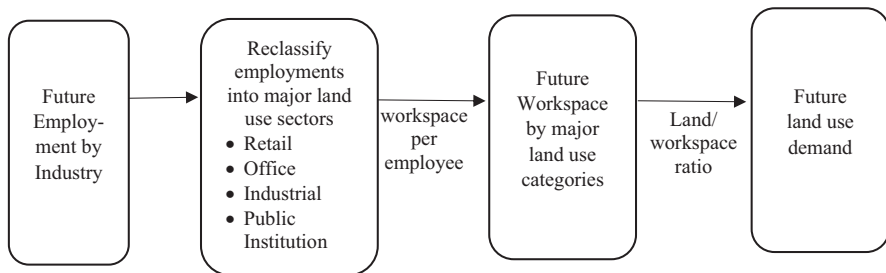 Future
Employ-
ment by
Industry
Reclassify
employments
into major land
use sectors
• Retail
• Office
• Industrial
• Public
Institution
workspace
per
employee
Future
Workspace
by major
land use
categories
Land/
workspace
ratio
Future
land use
demand